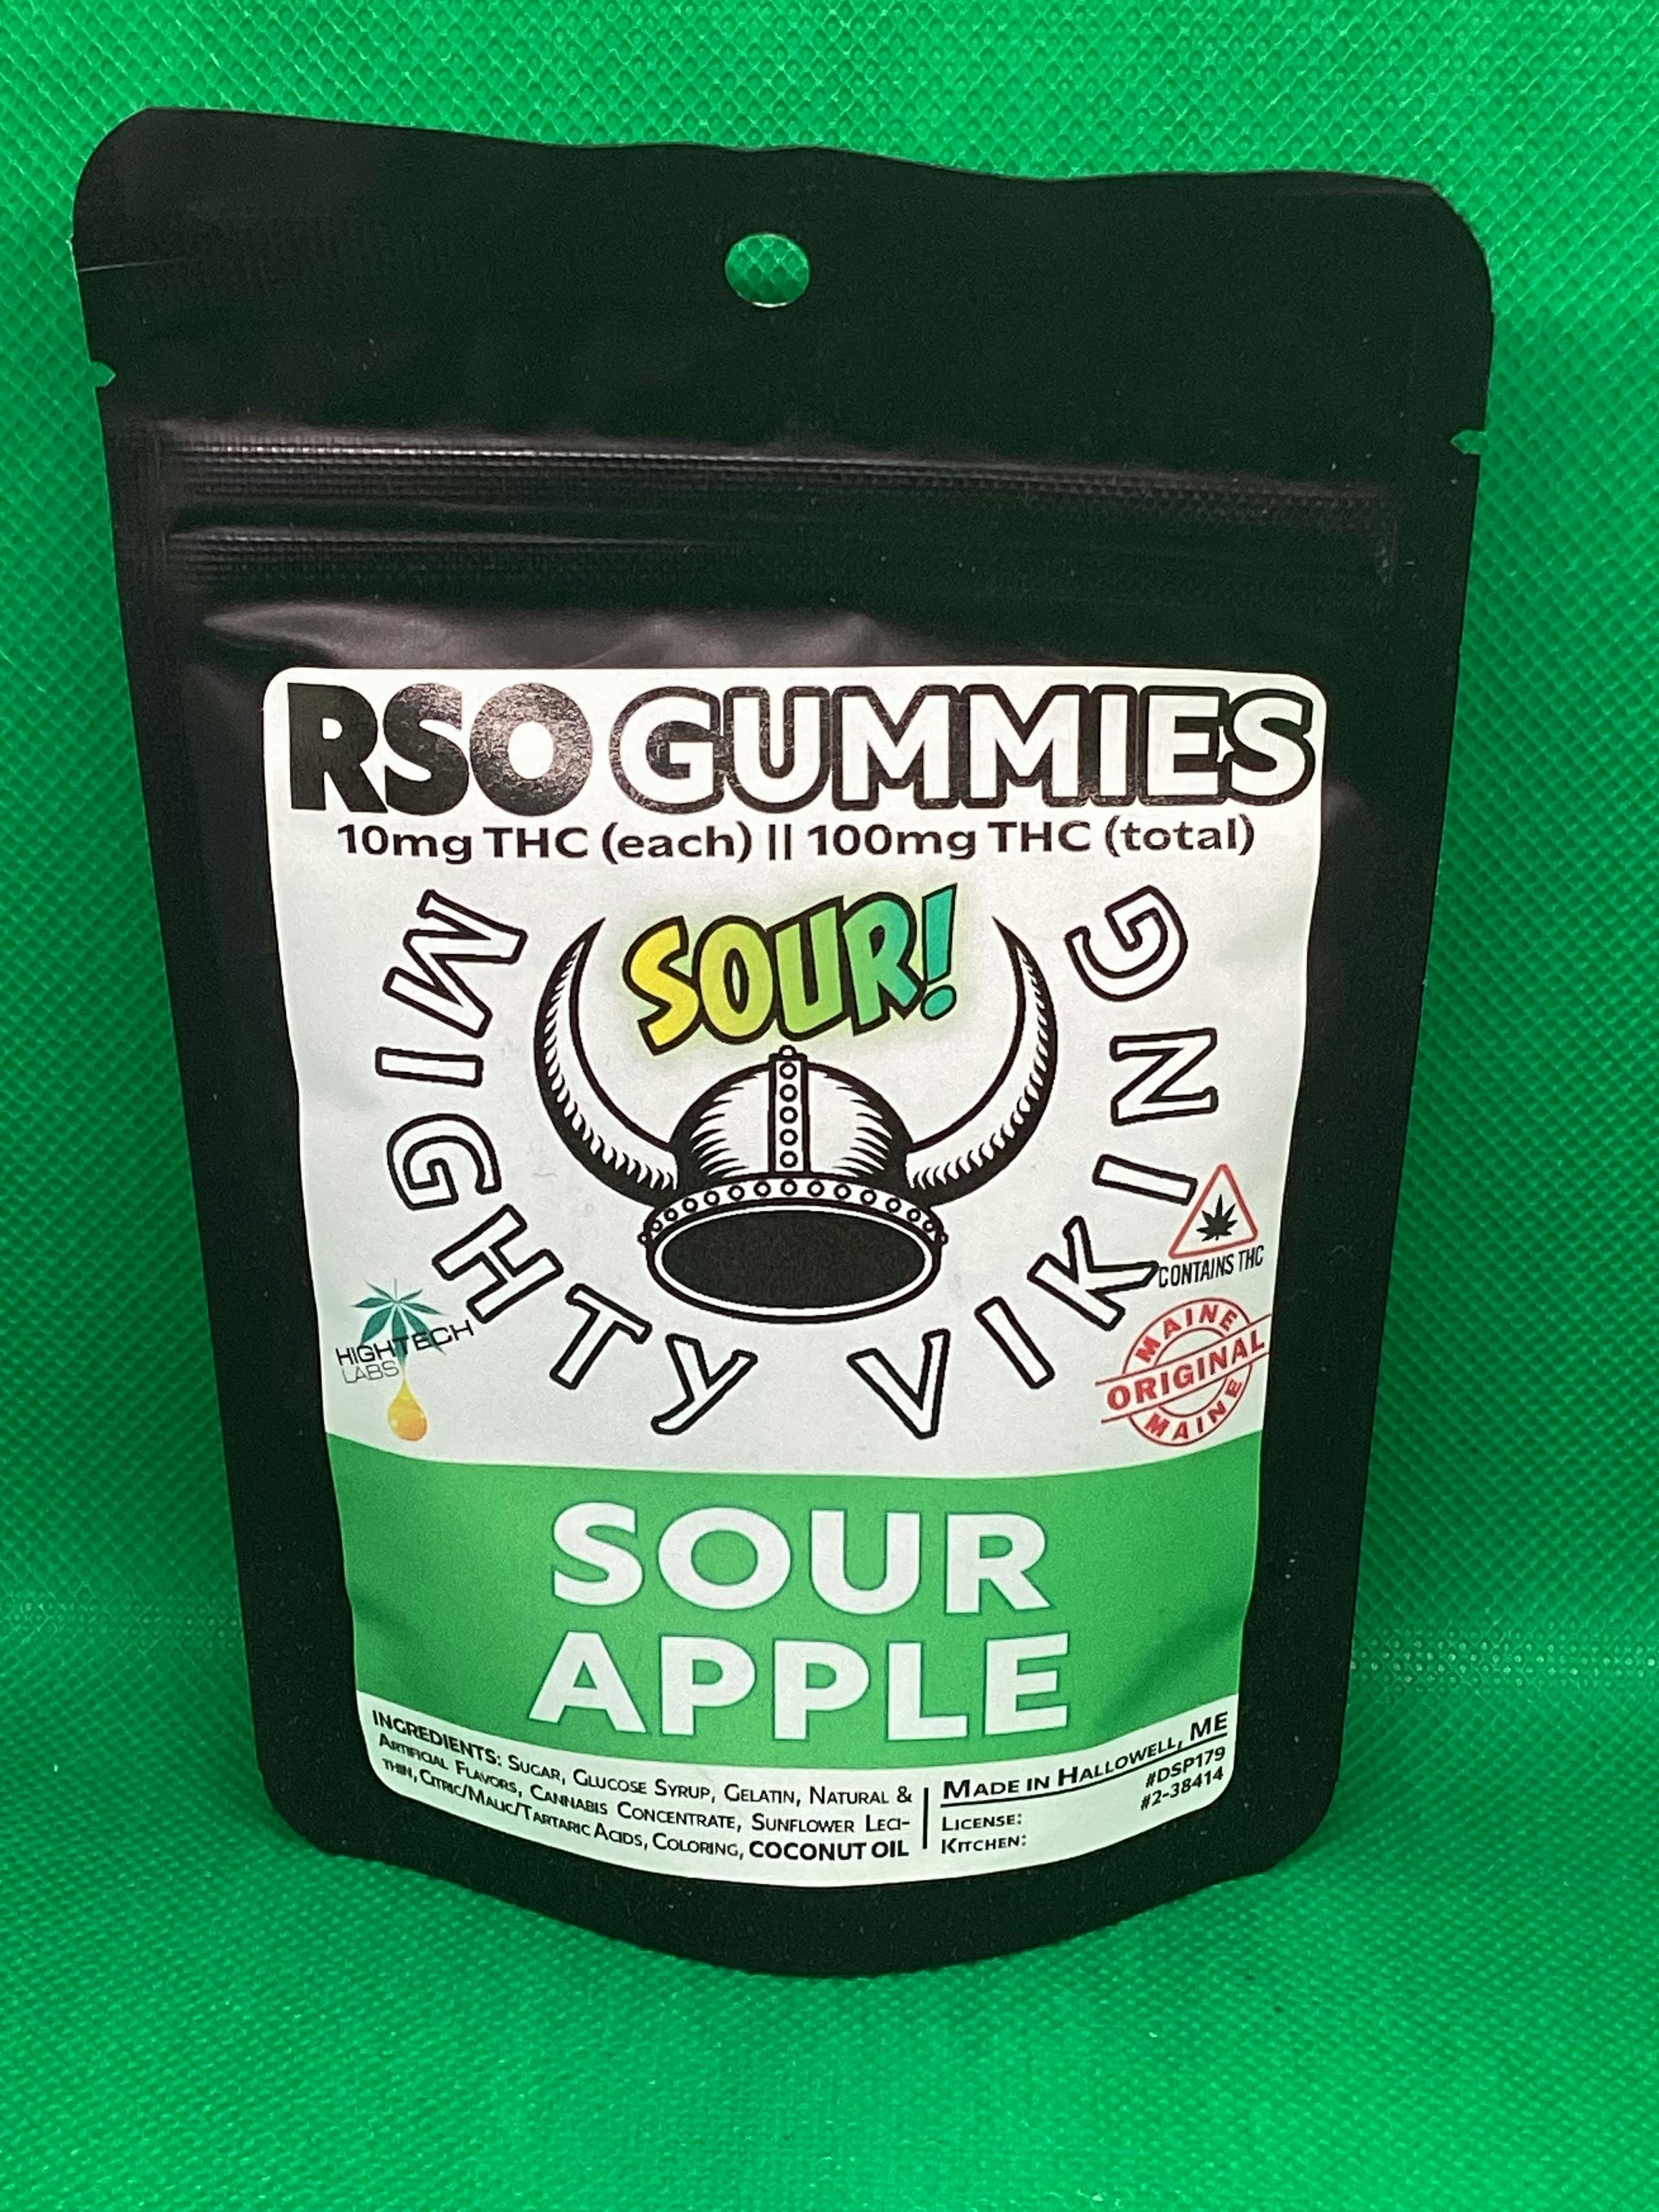 RSO GUMMIES
10mg THC (each) || 100mg THC (total)
SOUR!
MIGHTY VIKING
CONTAINS THC
HIGHTECH
LABS
MAINE
ORIGINAL
MAINE
SOUR
APPLE
INGREDIENTS: SUGAR, GLUCOSE SYRUP, GELATIN, NATURAL &
ARTIFICIAL FLAVORS, CANNABIS CONCENTRATE, SUNFLOWER LECI-
THIN, CITRIC/MALIC/TARTARIC ACIDS, COLORING, COCONUT OIL
MADE IN HALLOWELL, ME
LICENSE: #DSP179
KITCHEN: #2-38414